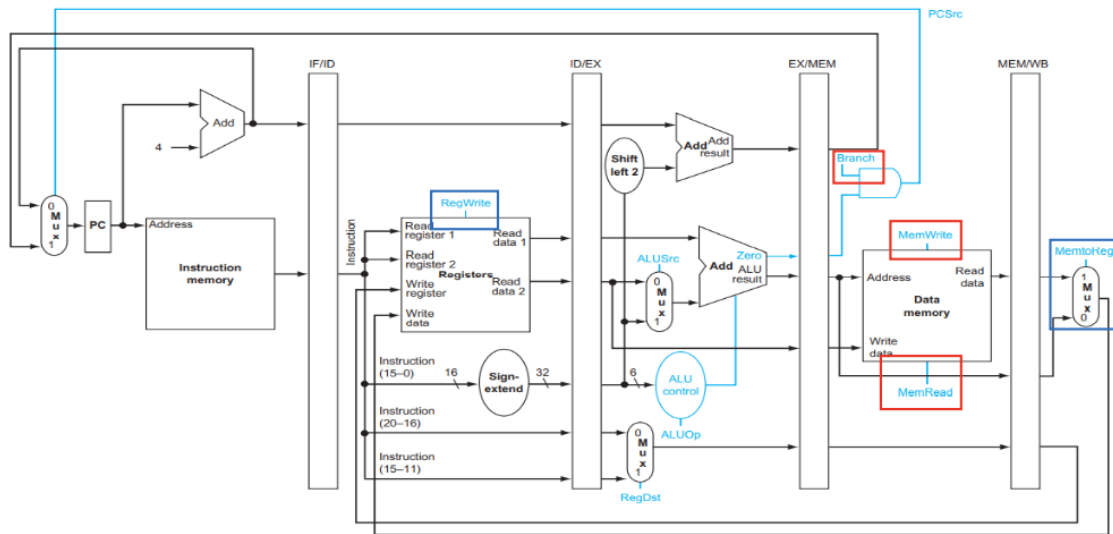 PCSrc
IF/ID
ID/EX
EX/MEM
MEM/WB
Add
4
Add
Add
result
Shift
left 2
Branch
0
M
u
x
1
PC
Address
Instruction
memory
RegWrite
Instruction
Read
register 1
Read
data 1
Read
register 2
Registers
Write
register
Read
data 2
Write
data
ALUSrc
0
M
u
x
1
Zero
Add
ALU
result
MemWrite
Address
Read
data
Data
memory
Write
data
MemRead
MemtoReg
1
M
u
x
0
Instruction
(15–0)
16
Sign-
extend
32
6
ALU
control
ALUOp
Instruction
(20–16)
Instruction
(15–11)
0
M
u
x
1
RegDst